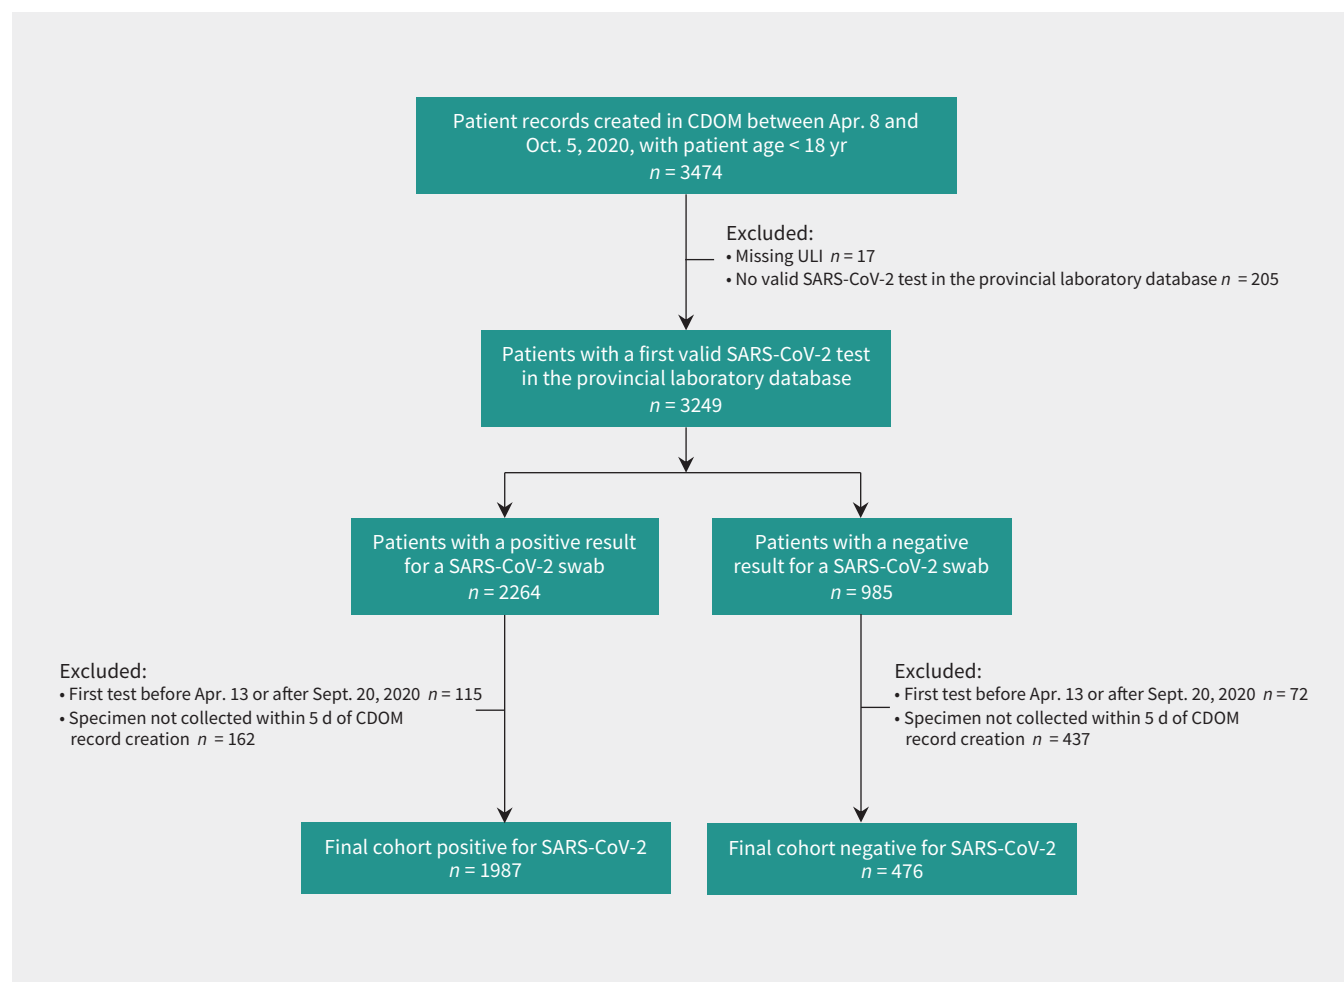 Patient records created in CDOM between Apr. 8 and
Oct. 5, 2020, with patient age < 18 yr
n = 3474
Excluded:
• Missing ULI n = 17
• No valid SARS-CoV-2 test in the provincial laboratory database n = 205
Patients with a first valid SARS-CoV-2 test
in the provincial laboratory database
n = 3249
Patients with a positive result
for a SARS-CoV-2 swab
n = 2264
Patients with a negative
result for a SARS-CoV-2 swab
n = 985
Excluded:
• First test before Apr. 13 or after Sept. 20, 2020 n = 115
• Specimen not collected within 5 d of CDOM
record creation n = 162
Excluded:
• First test before Apr. 13 or after Sept. 20, 2020 n = 72
• Specimen not collected within 5 d of CDOM
record creation n = 437
Final cohort positive for SARS-CoV-2
n = 1987
Final cohort negative for SARS-CoV-2
n = 476